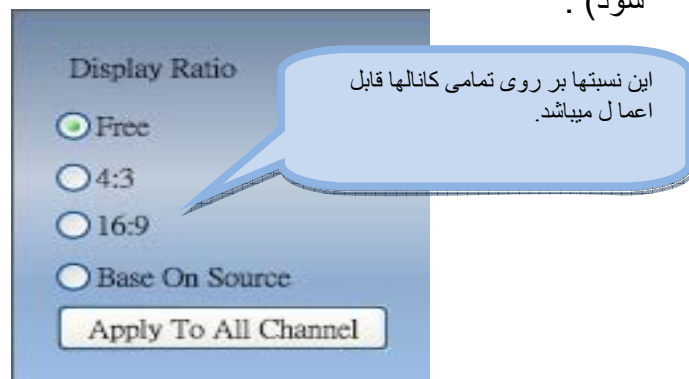 شود) .
Display Ratio
این نسبتها بر روی تمامی کانالها قابل
اعما ل میباشد.
Free
4:3
16:9
Base On Source
Apply To All Channel